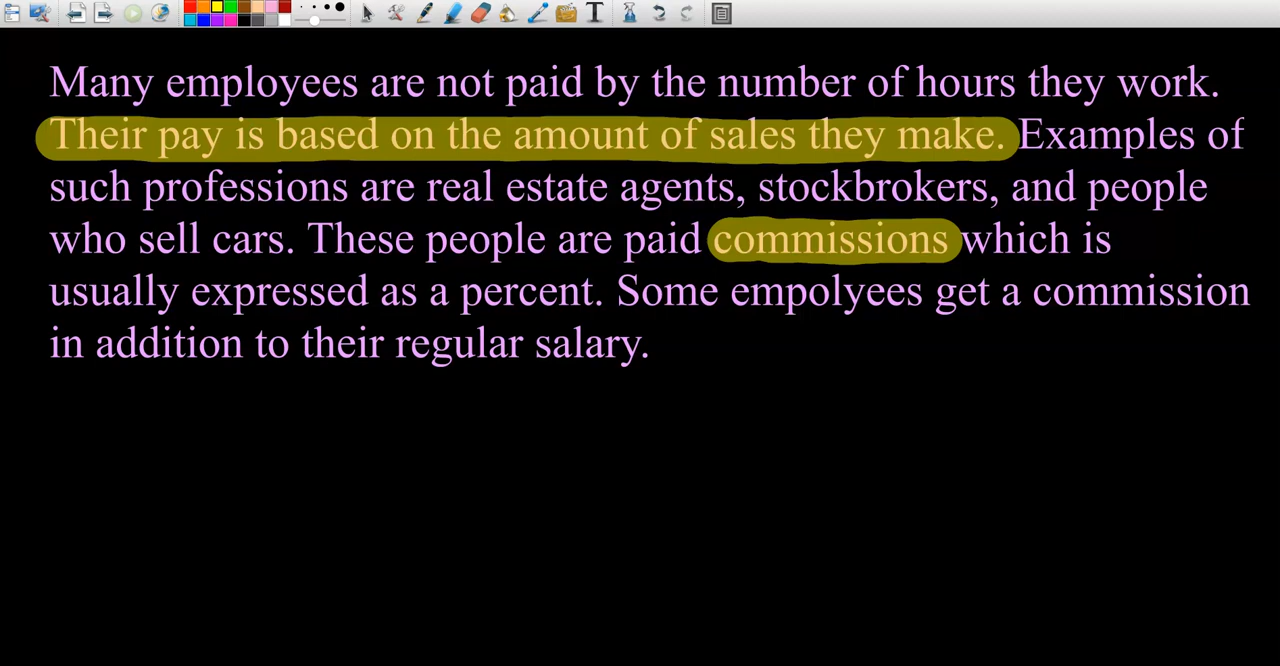 Many employees are not paid by the number of hours they work.
Their pay is based on the amount of sales they make. Examples of
such professions are real estate agents, stockbrokers, and people
who sell cars. These people are paid commissions which is
usually expressed as a percent. Some empolyees get a commission
in addition to their regular salary.